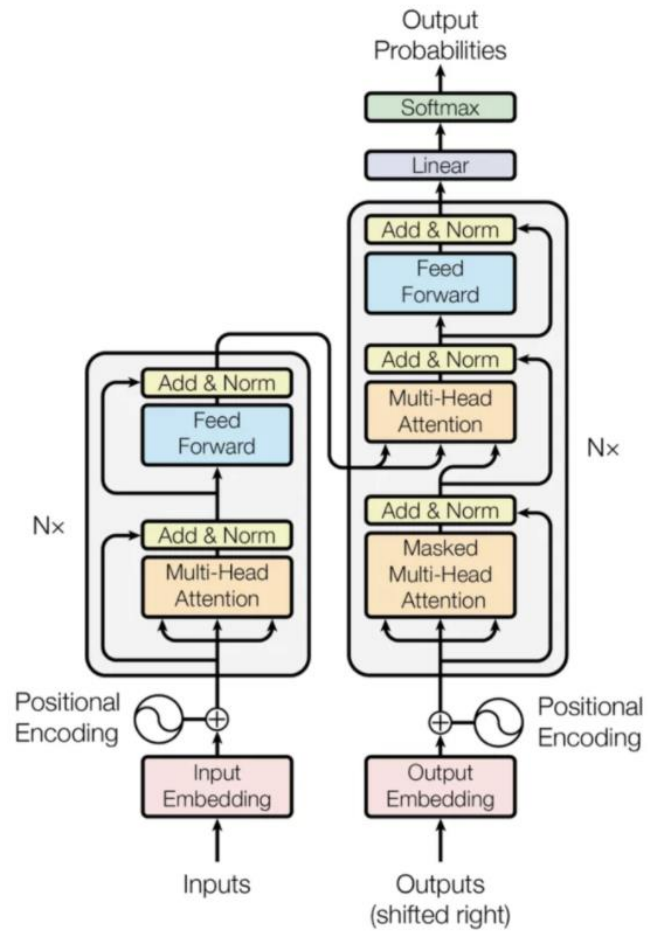 Output
Probabilities
Softmax
Linear
Add & Norm
Feed
Forward
Add & Norm
Multi-Head
Attention
Add & Norm
Masked
Multi-Head
Attention
N×
Add & Norm
Feed
Forward
Add & Norm
Multi-Head
Attention
N×
Positional
Encoding
Positional
Encoding
Input
Embedding
Output
Embedding
Inputs
Outputs
(shifted right)